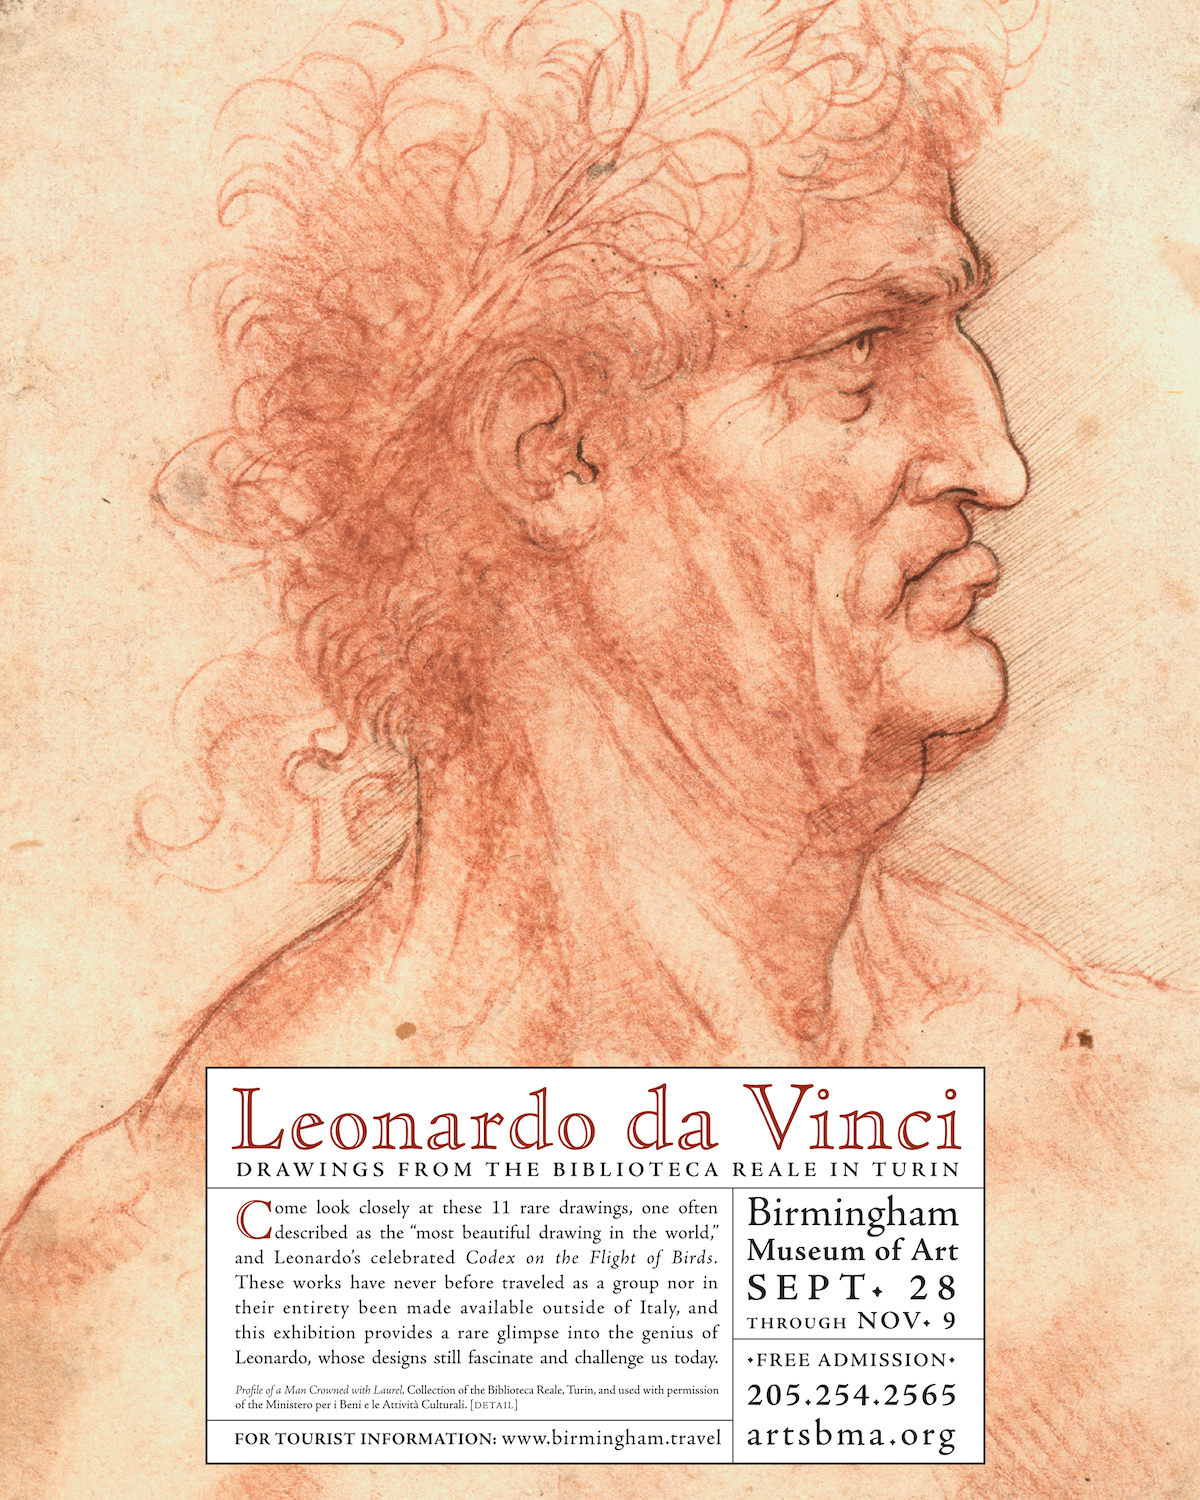 Leonardo da Vinci
DRAWINGS FROM THE BIBLIOTECA REALE IN TURIN
Come look closely at these 11 rare drawings, one often
described as the “most beautiful drawing in the world,”
and Leonardo’s celebrated Codex on the Flight of Birds.
These works have never before traveled as a group nor in
their entirety been made available outside of Italy, and
this exhibition provides a rare glimpse into the genius of
Leonardo, whose designs still fascinate and challenge us today.
Profile of a Man Crowned with Laurel, Collection of the Biblioteca Reale, Turin, and used with permission
of the Ministero per i Beni e le Attività Culturali. [DETAIL]
FOR TOURIST INFORMATION: www.birmingham.travel
Birmingham
Museum of Art
SEPT. 28
THROUGH NOV. 9
•FREE ADMISSION•
205.254.2565
artsbma.org